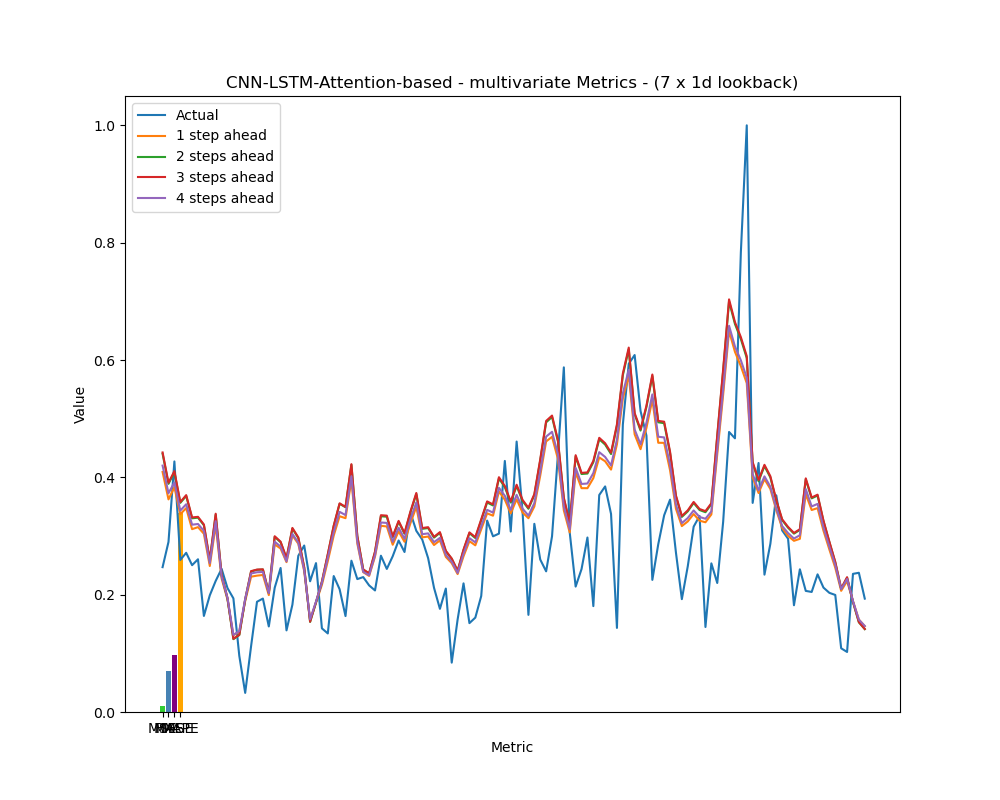 CNN-LSTM-Attention-based - multivariate Metrics - (7 x 1d lookback)
Actual
1 step ahead
2 steps ahead
3 steps ahead
4 steps ahead
1.0
0.8
0.6
0.4
0.2
0.0
Value
Metric